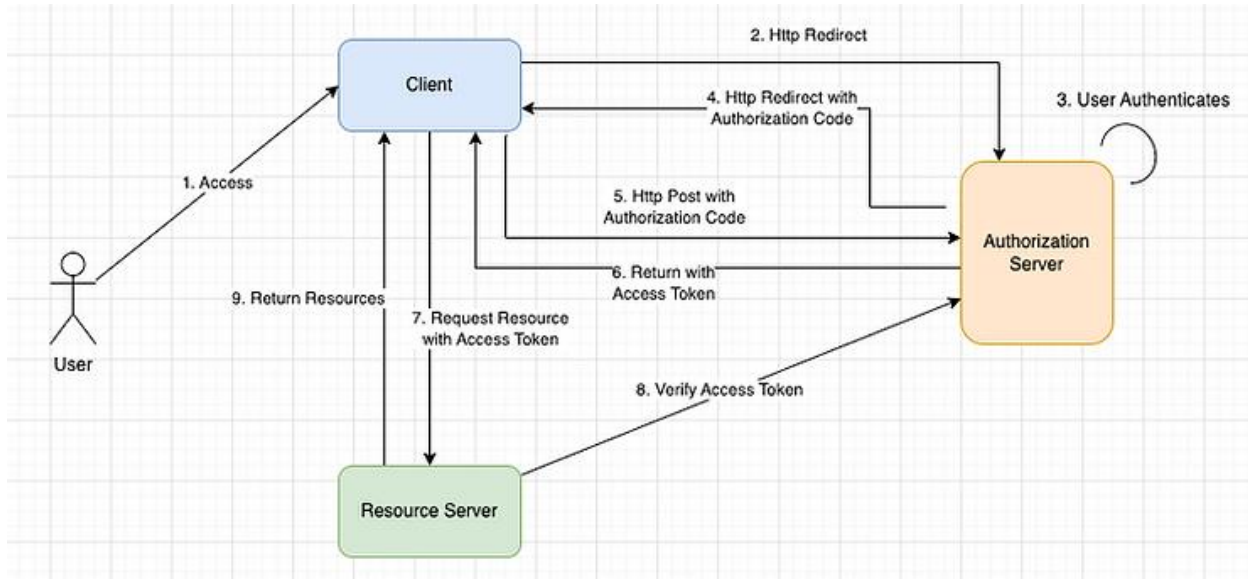 2. Http Redirect
Client
4. Http Redirect with
Authorization Code
3. User Authenticates
1. Access
5. Http Post with
Authorization Code
Authorization
Server
6. Return with
Access Token
9. Return Resources
7. Request Resource
with Access Token
User
8. Verify Access Token
Resource Server